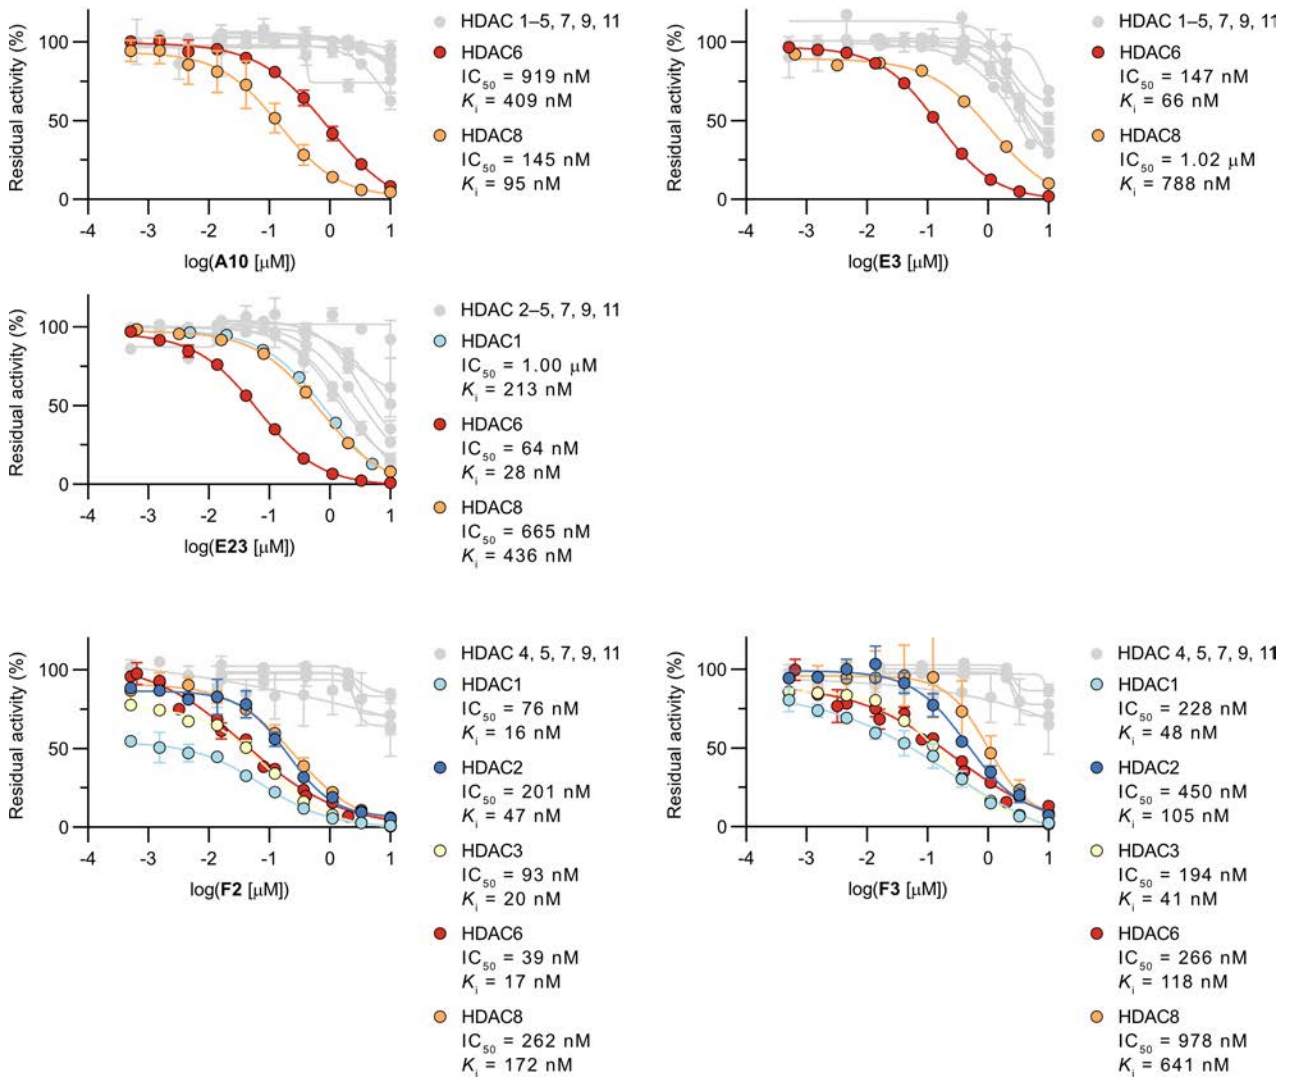 Residual activity (%)
100
50
0
-4 -3 -2 -1 0 1
log(A10 [μM])
HDAC 1–5, 7, 9, 11
HDAC6
IC50 = 919 nM
Ki = 409 nM
HDAC8
IC50 = 145 nM
Ki = 95 nM
Residual activity (%)
100
50
0
-4 -3 -2 -1 0 1
log(E3 [μM])
HDAC 1–5, 7, 9, 11
HDAC6
IC50 = 147 nM
Ki = 66 nM
HDAC8
IC50 = 1.02 μM
Ki = 788 nM
Residual activity (%)
100
50
0
-4 -3 -2 -1 0 1
log(E23 [μM])
HDAC 2–5, 7, 9, 11
HDAC1
IC50 = 1.00 μM
Ki = 213 nM
HDAC6
IC50 = 64 nM
Ki = 28 nM
HDAC8
IC50 = 665 nM
Ki = 436 nM
Residual activity (%)
100
50
0
-4 -3 -2 -1 0 1
log(F2 [μM])
HDAC 4, 5, 7, 9, 11
HDAC1
IC50 = 76 nM
Ki = 16 nM
HDAC2
IC50 = 201 nM
Ki = 47 nM
HDAC3
IC50 = 93 nM
Ki = 20 nM
HDAC6
IC50 = 39 nM
Ki = 17 nM
HDAC8
IC50 = 262 nM
Ki = 172 nM
Residual activity (%)
100
50
0
-4 -3 -2 -1 0 1
log(F3 [μM])
HDAC 4, 5, 7, 9, 11
HDAC1
IC50 = 228 nM
Ki = 48 nM
HDAC2
IC50 = 450 nM
Ki = 105 nM
HDAC3
IC50 = 194 nM
Ki = 41 nM
HDAC6
IC50 = 266 nM
Ki = 118 nM
HDAC8
IC50 = 978 nM
Ki = 641 nM